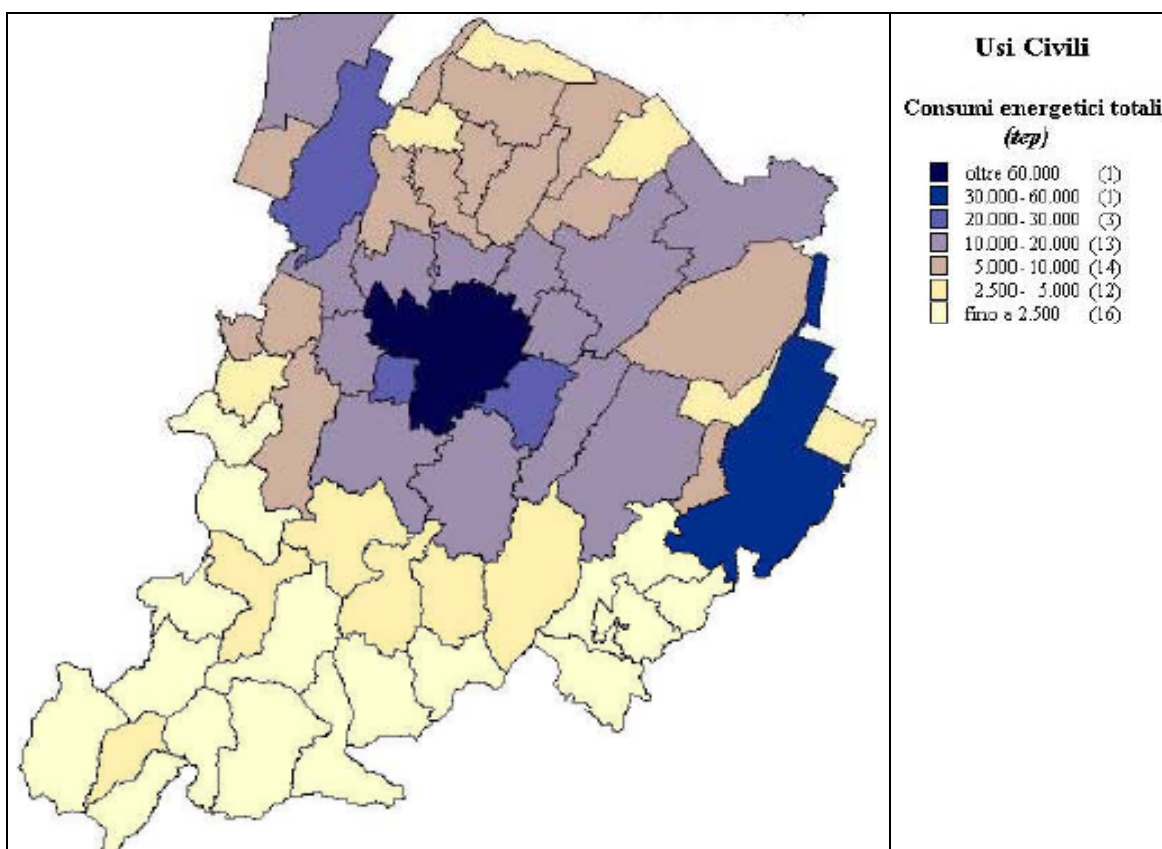 Usi Civili
Consumi energetici totali
(tep)
oltre 60.000 (1)
30.000 - 60.000 (1)
20.000 - 30.000 (3)
10.000 - 20.000 (13)
5.000 - 10.000 (14)
2.500 - 5.000 (12)
fino a 2.500 (16)